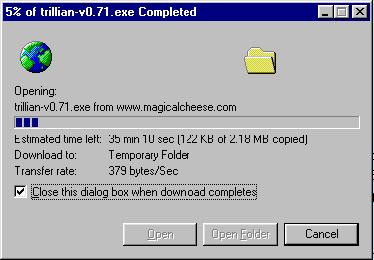 5% of trillian-v0.71.exe Completed
Opening:
trillian-v0.71.exe from www.magicalcheese.com
Estimated time left: 35 min 10 sec (122 KB of 2.18 MB copied)
Download to: Temporary Folder
Transfer rate: 379 bytes/Sec
Close this dialog box when download completes
Open Open Folder Cancel